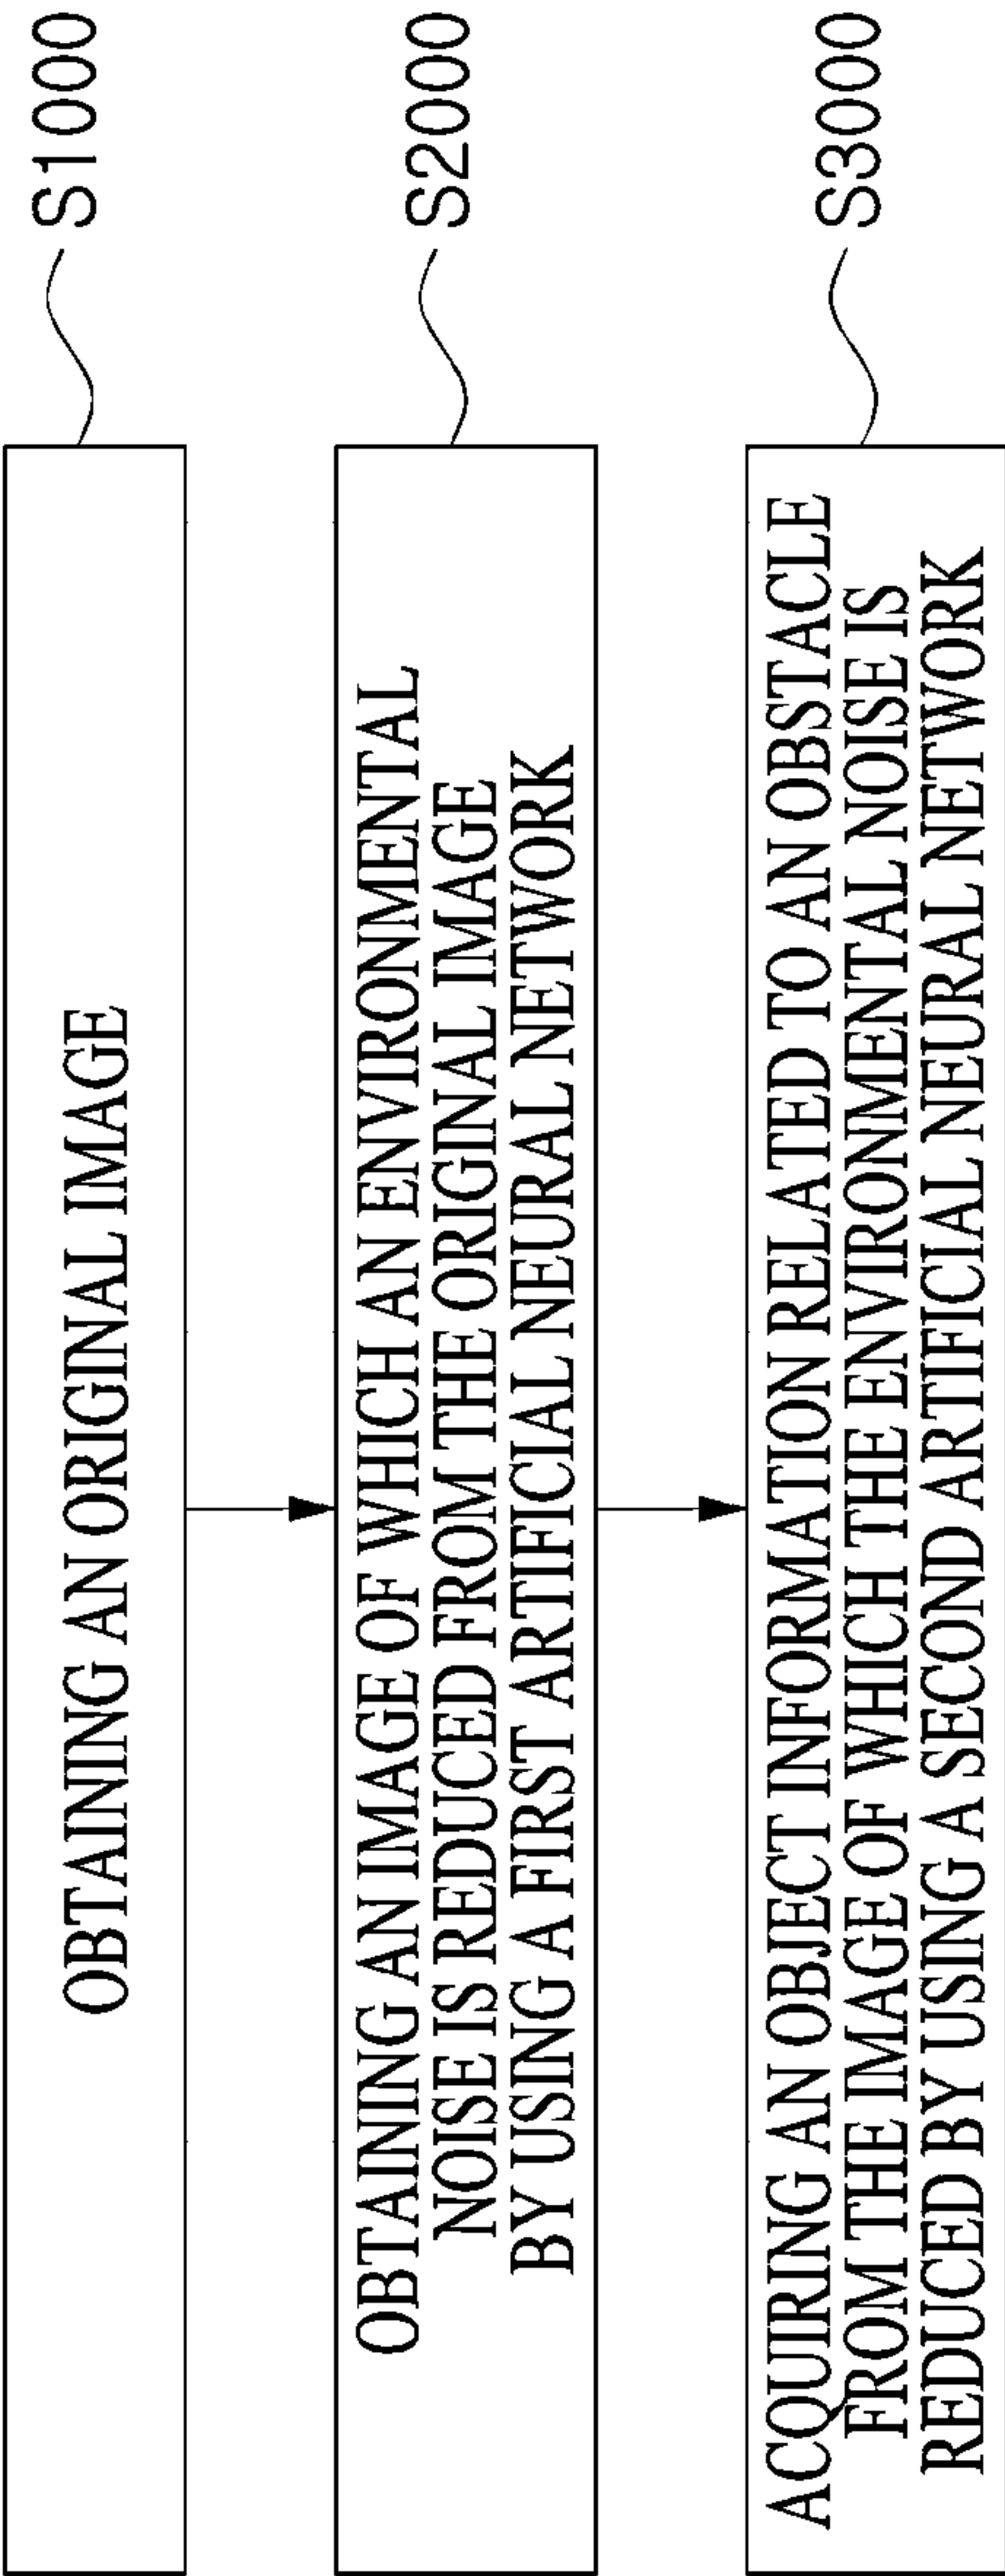 OBTAINING AN ORIGINAL IMAGE
S1000
OBTAINING AN IMAGE OF WHICH AN ENVIRONMENTAL
NOISE IS REDUCED FROM THE ORIGINAL IMAGE
BY USING A FIRST ARTIFICIAL NEURAL NETWORK
S2000
ACQUIRING AN OBJECT INFORMATION RELATED TO AN OBSTACLE
FROM THE IMAGE OF WHICH THE ENVIRONMENTAL NOISE IS
REDUCED BY USING A SECOND ARTIFICIAL NEURAL NETWORK
S3000